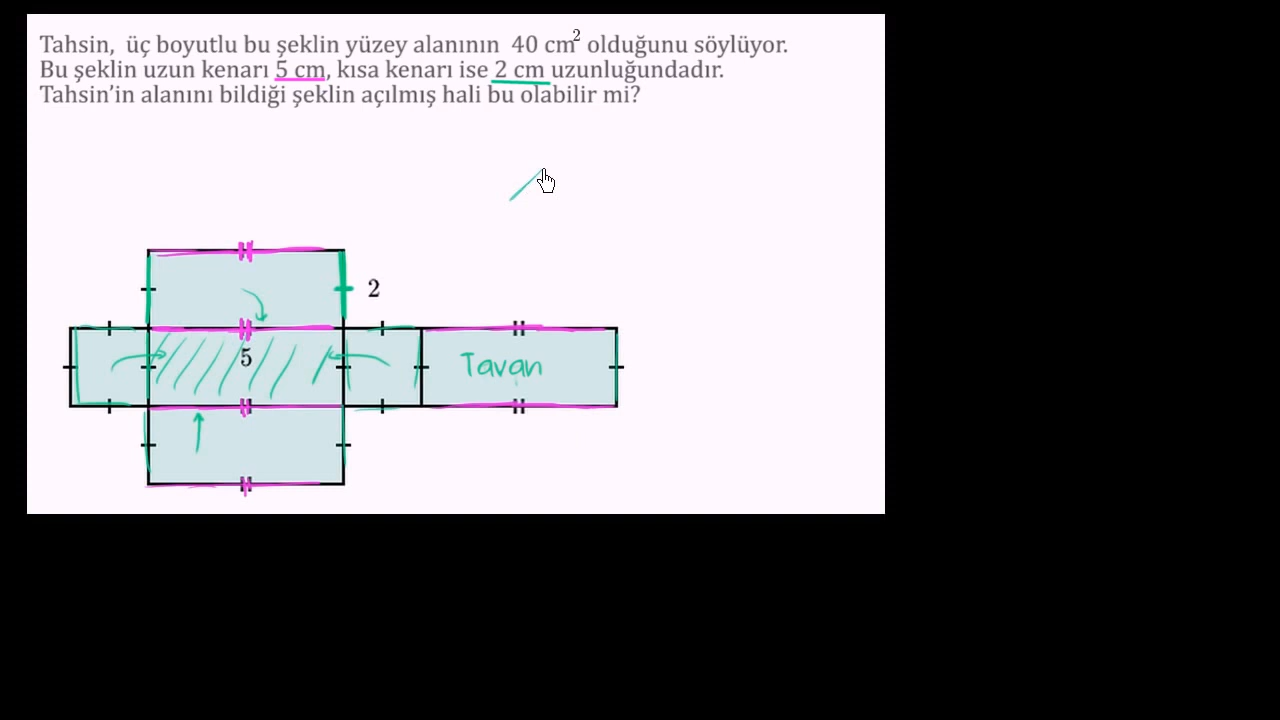 Tahsin, üç boyutlu bu şeklin yüzey alanının 40 cm² olduğunu söylüyor.
Bu şeklin uzun kenarı 5 cm, kısa kenarı ise 2 cm uzunluğundadır.
Tahsin'in alanını bildiği şeklin açılmış hali bu olabilir mi?
2
5
Tavan